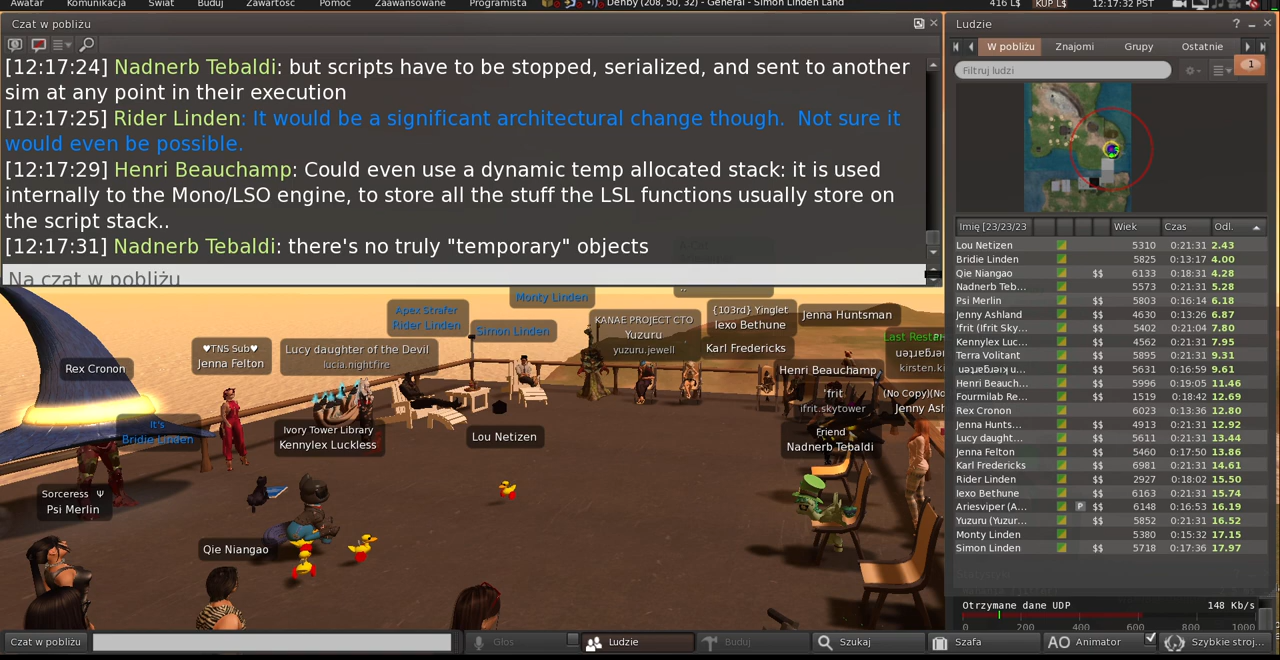 Awatar Komunikacja Świat Buduj Zawartość Pomoc Zaawansowane Programista Denby (208, 50, 32) - General - Simon Linden Land 416 L$ KUP L$ 12:17:32 PST
Czat w pobliżu
[12:17:24] Nadnerb Tebaldi: but scripts have to be stopped, serialized, and sent to another
sim at any point in their execution
[12:17:25] Rider Linden: It would be a significant architectural change though.  Not sure it
would even be possible.
[12:17:29] Henri Beauchamp: Could even use a dynamic temp allocated stack: it is used
internally to the Mono/LSO engine, to store all the stuff the LSL functions usually store on
the script stack..
[12:17:31] Nadnerb Tebaldi: there's no truly "temporary" objects
Na czat w pobliżu
Monty Linden
Apex Strafer
Rider Linden
Simon Linden
KANAE PROJECT CTO
Yuzuru
yuzuru.jewell
{103rd} Yinglet
Iexo Bethune
Jenna Huntsman
Karl Fredericks
♥TNS Sub♥
Jenna Felton
Lucy daughter of the Devil
lucia.nightfire
Rex Cronon
Henri Beauchamp
'frit
ifrit.skytower
(No Copy)(No
Jenny Ash
It's
Bridie Linden
Ivory Tower Library
Kennylex Luckless
Lou Netizen
Friend
Nadnerb Tebaldi
Sorceress Ψ
Psi Merlin
Qie Niangao
Ludzie
? _ ×
W pobliżu Znajomi Grupy Ostatnie
Filtruj ludzi
1
Imię [23/23/23 Wiek Czas Odl.
Lou Netizen 5310 0:21:31 2.43
Bridie Linden 5825 0:13:17 4.00
Qie Niangao $$ 6133 0:18:31 4.28
Nadnerb Teb... 5573 0:21:31 5.28
Psi Merlin $$ 5803 0:16:14 6.18
Jenny Ashland $$ 4630 0:13:26 6.87
'frit (Ifrit Sky... $$ 5402 0:21:04 7.80
Kennylex Luc... $$ 4562 0:21:31 7.95
Terra Volitant $$ 5895 0:21:31 9.31
$$ 5631 0:16:59 9.61
Henri Beauch... $$ 5996 0:19:05 11.46
Fourmilab Re... $$ 1519 0:18:42 12.69
Rex Cronon 6023 0:13:36 12.80
Jenna Hunts... $$ 4913 0:21:31 12.92
Lucy daught... $$ 5611 0:21:31 13.44
Jenna Felton $$ 5460 0:17:50 13.86
Karl Fredericks $$ 6981 0:21:31 14.61
Rider Linden $$ 2927 0:18:02 15.50
Iexo Bethune $$ 6163 0:21:31 15.74
Ariesviper (A... P $$ 6148 0:16:53 16.19
Yuzuru (Yuzur... $$ 5852 0:21:31 16.52
Monty Linden 5380 0:15:32 17.15
Simon Linden $$ 5718 0:17:36 17.97
Otrzymane dane UDP 148 Kb/s
0 200 400 600 800 1000
Czat w pobliżu Głos Ludzie Buduj Szukaj Szafa AO Animator Szybkie stroj...